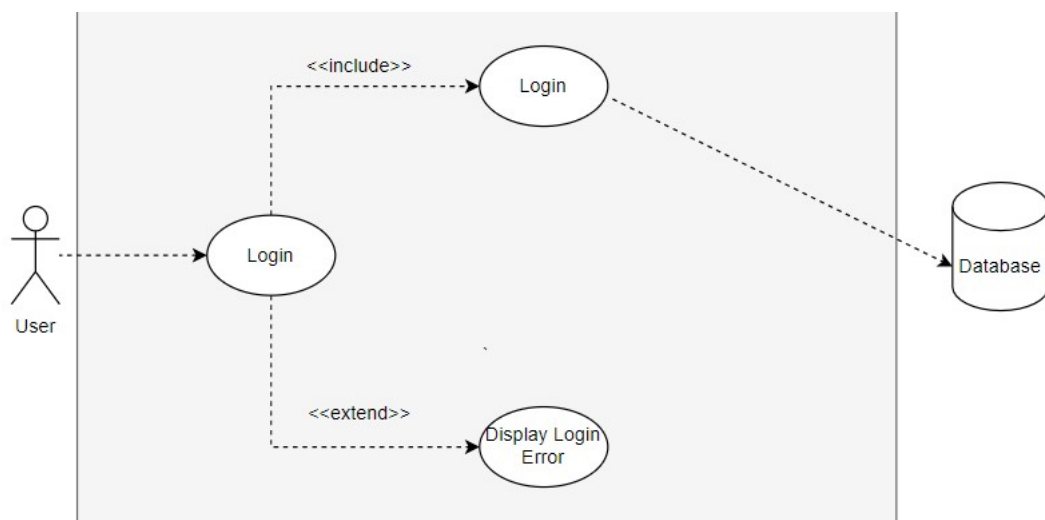 <<include>>
Login
Login
User
Database
<<extend>>
Display Login
Error